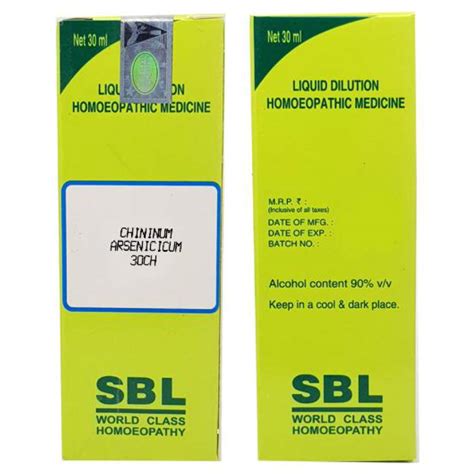 Net 30 ml
LIQU    TION
HOMOEOPATHIC MEDICINE
CHININUM
ARSENICICUM
30CH
SBL
WORLD CLASS
HOMOEOPATHY
Net 30 ml
LIQUID DILUTION
HOMOEOPATHIC MEDICINE
M.R.P. ₹ :
(Inclusive of all taxes)
DATE OF MFG. :
DATE OF EXP. :
BATCH NO. :
Alcohol content 90% v/v
Keep in a cool & dark place.
SBL
WORLD CLASS
HOMOEOPATHY